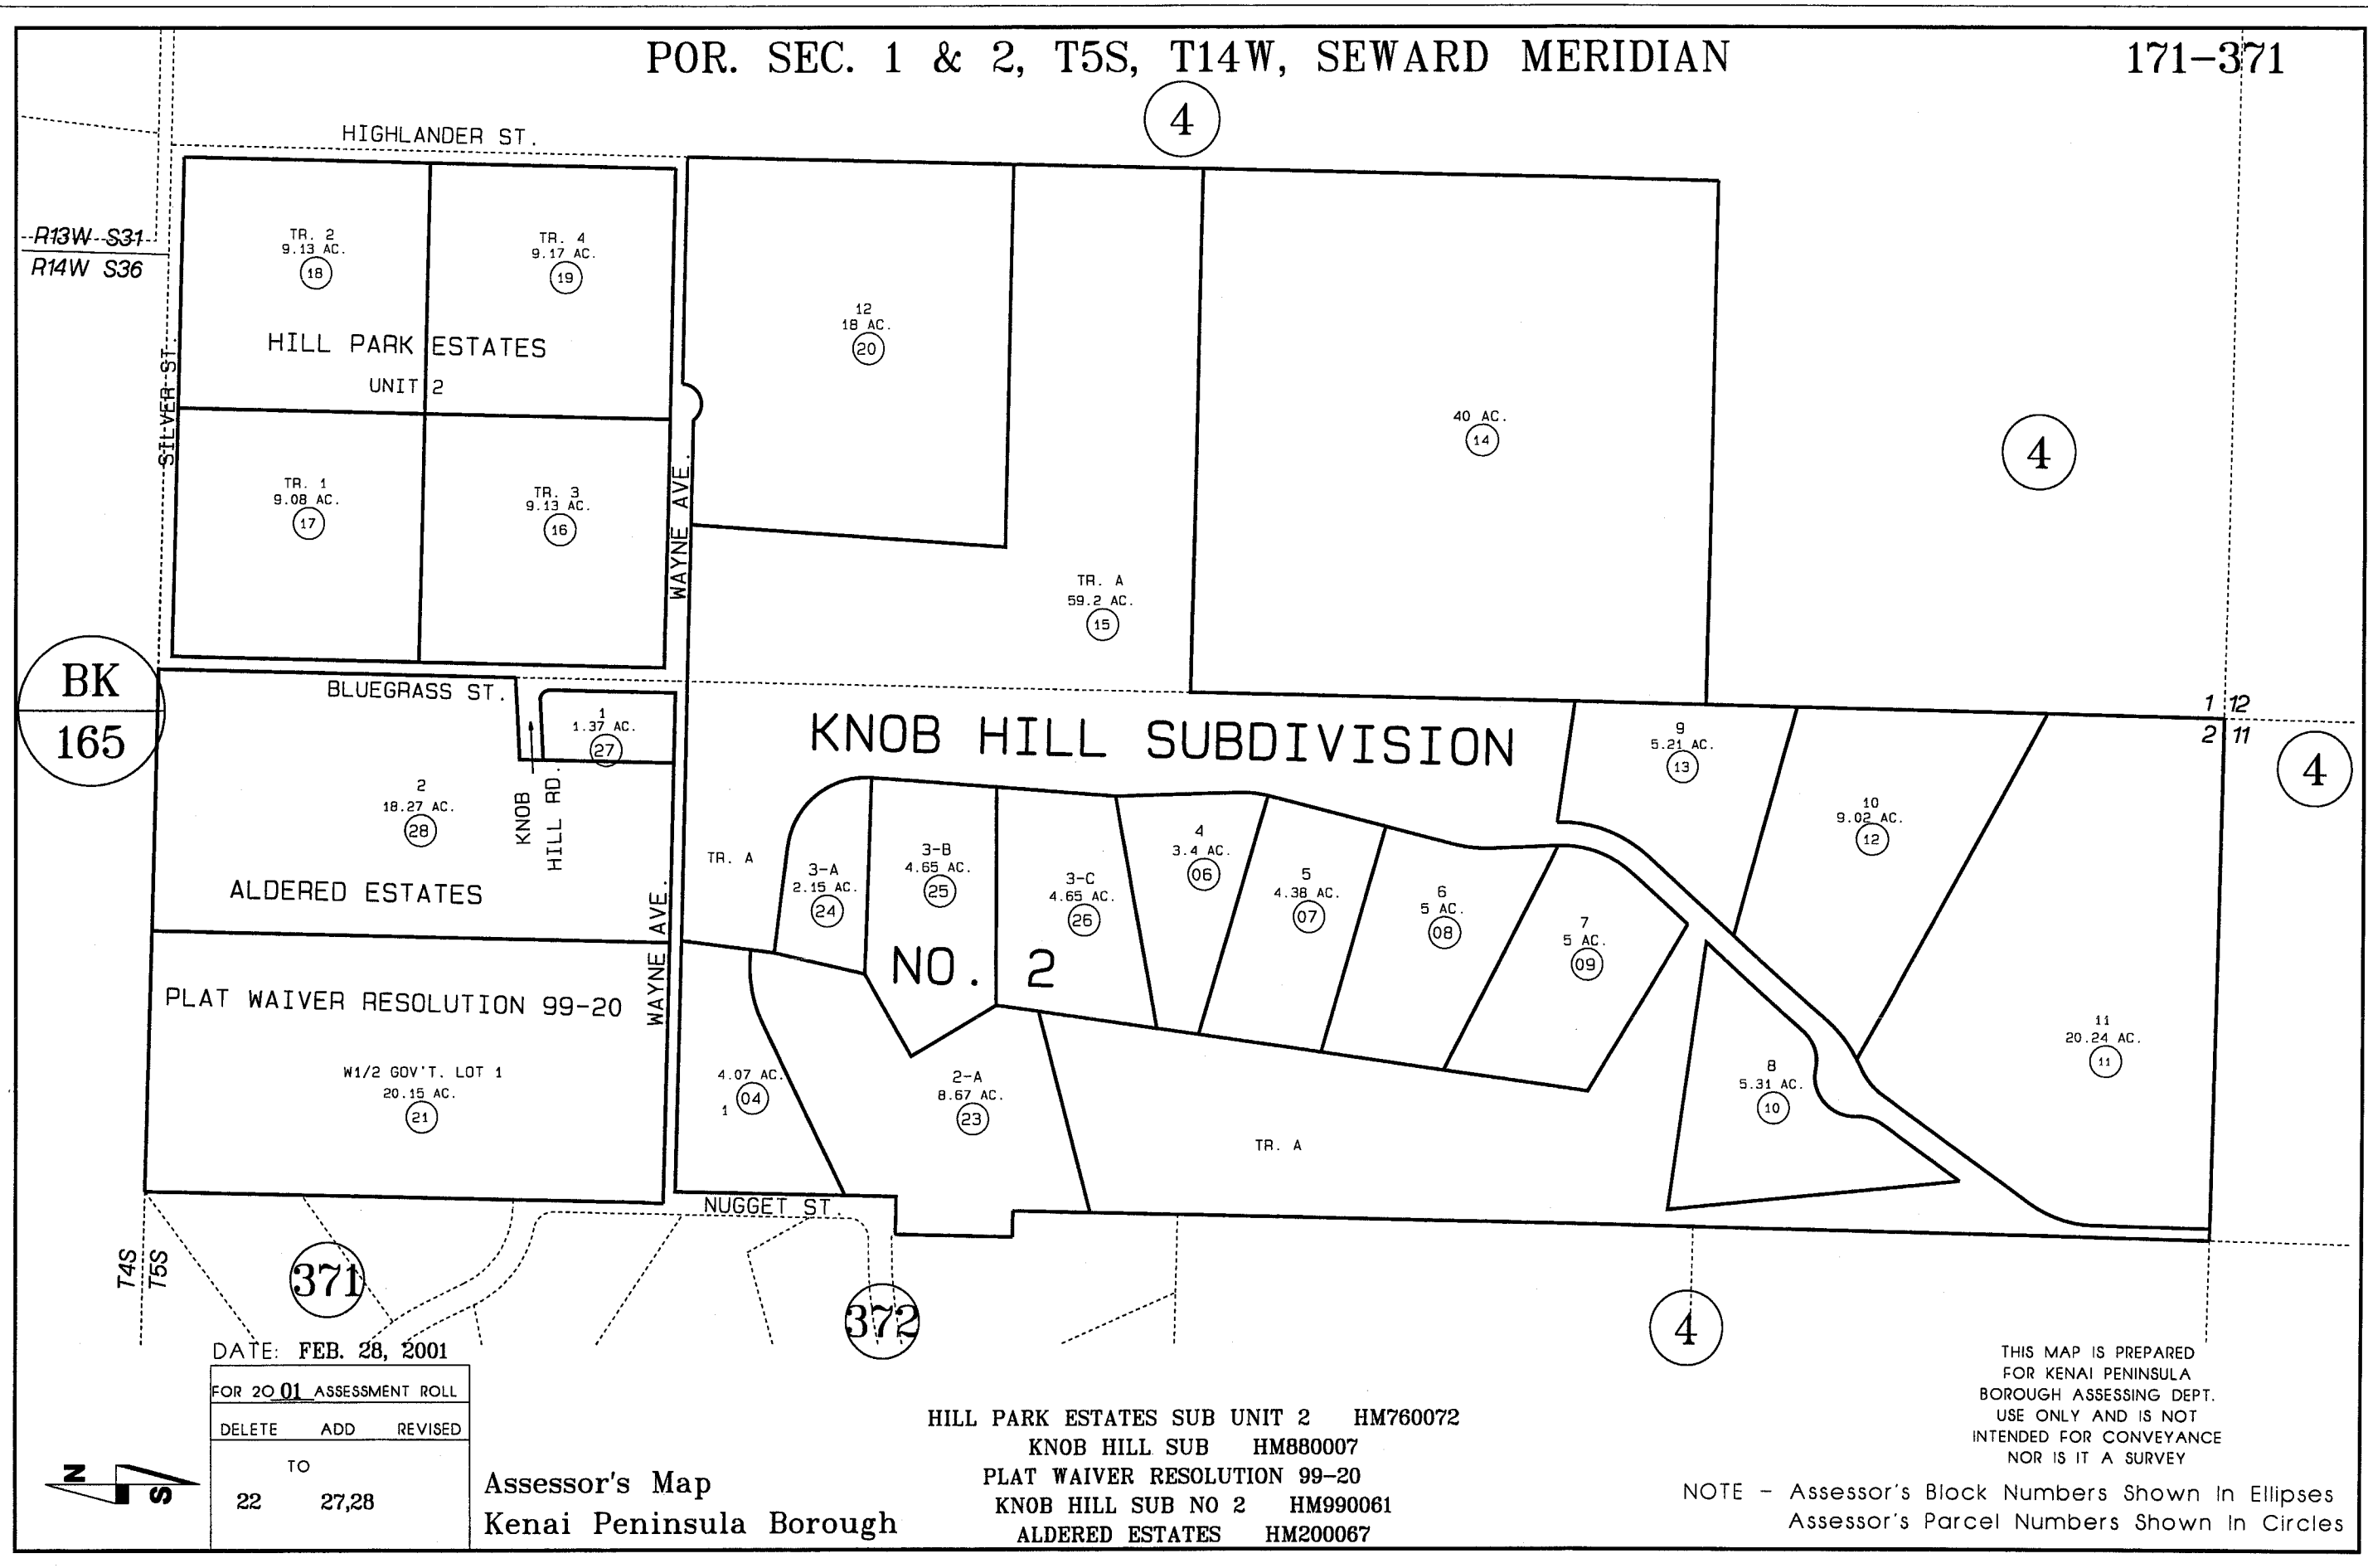 POR. SEC. 1 & 2, T5S, T14W, SEWARD MERIDIAN
171-371
4
HIGHLANDER ST.
R13W S31
R14W S36
SILVER ST.
TR. 2
9.13 AC.
18
TR. 4
9.17 AC.
19
HILL PARK ESTATES
UNIT 2
TR. 1
9.08 AC.
17
TR. 3
9.13 AC.
16
WAYNE AVE.
12
18 AC.
20
40 AC.
14
4
TR. A
59.2 AC.
15
BK
165
BLUEGRASS ST.
1
1.37 AC.
27
KNOB
HILL RD.
2
18.27 AC.
28
ALDERED ESTATES
KNOB HILL SUBDIVISION
NO. 2
9
5.21 AC.
13
10
9.02 AC.
12
1 12
2 11
4
TR. A
3-A
2.15 AC.
24
3-B
4.65 AC.
25
3-C
4.65 AC.
26
4
3.4 AC.
06
5
4.38 AC.
07
6
5 AC.
08
7
5 AC.
09
WAYNE AVE.
PLAT WAIVER RESOLUTION 99-20
W1/2 GOV'T. LOT 1
20.15 AC.
21
4.07 AC.
04
1
2-A
8.67 AC.
23
TR. A
8
5.31 AC.
10
11
20.24 AC.
11
NUGGET ST.
T4S
T5S
371
372
4
DATE: FEB. 28, 2001
FOR 20 01 ASSESSMENT ROLL
DELETE ADD REVISED
TO
22 27,28
N
S
Assessor's Map
Kenai Peninsula Borough
HILL PARK ESTATES SUB UNIT 2 HM760072
KNOB HILL SUB HM880007
PLAT WAIVER RESOLUTION 99-20
KNOB HILL SUB NO 2 HM990061
ALDERED ESTATES HM200067
THIS MAP IS PREPARED
FOR KENAI PENINSULA
BOROUGH ASSESSING DEPT.
USE ONLY AND IS NOT
INTENDED FOR CONVEYANCE
NOR IS IT A SURVEY
NOTE - Assessor's Block Numbers Shown In Ellipses
Assessor's Parcel Numbers Shown In Circles